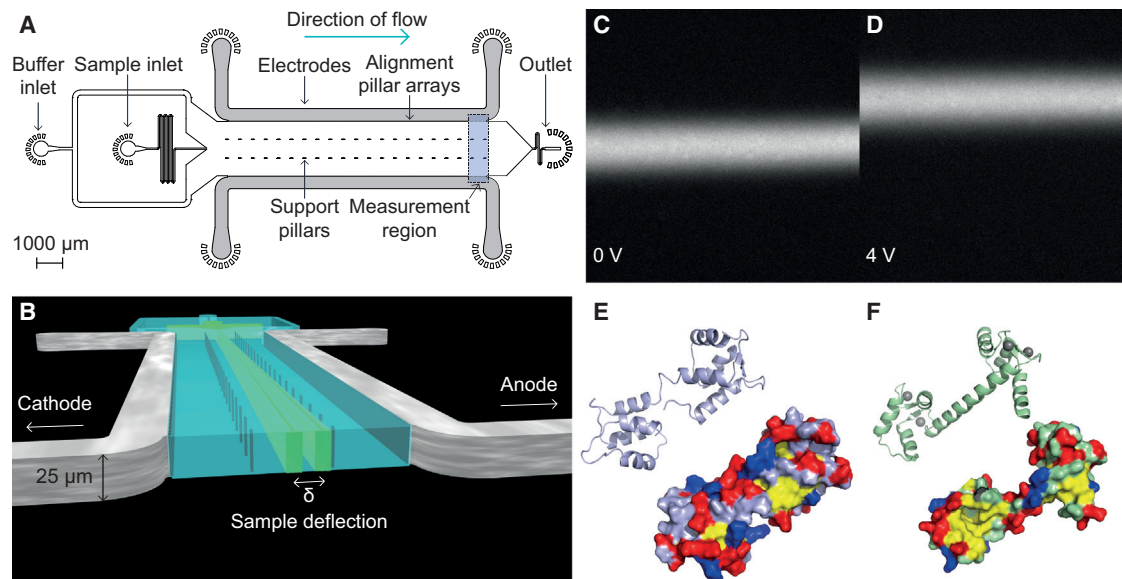 A
Direction of flow
Buffer
inlet
Sample inlet
Electrodes
Alignment
pillar arrays
Outlet
Support
pillars
Measurement
region
1000 µm
B
Cathode
Anode
25 µm
δ
Sample deflection
C
0 V
D
4 V
E
F